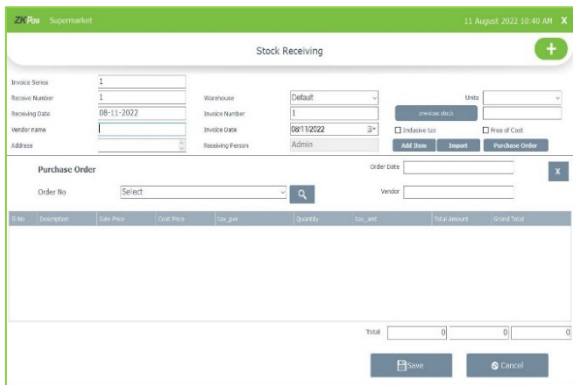 ZKPos Supermarket 11 August 2022 10:40 AM X
Stock Receiving +
Invoice Series 1
Receive Number 1 Warehouse Default Units
Receiving Date 08-11-2022 Invoice Number 1 previous stock
Vendor name Invoice Date 08/11/2022 Inclusive tax Free of Cost
Address Receiving Person Admin Add Item Import Purchase Order
Purchase Order Order Date X
Order No Select Vendor
S.No Description Sale Price Cost Price tax_per Quantity tax_amt Total Amount Grand Total
Total 0 0 0
Save Cancel